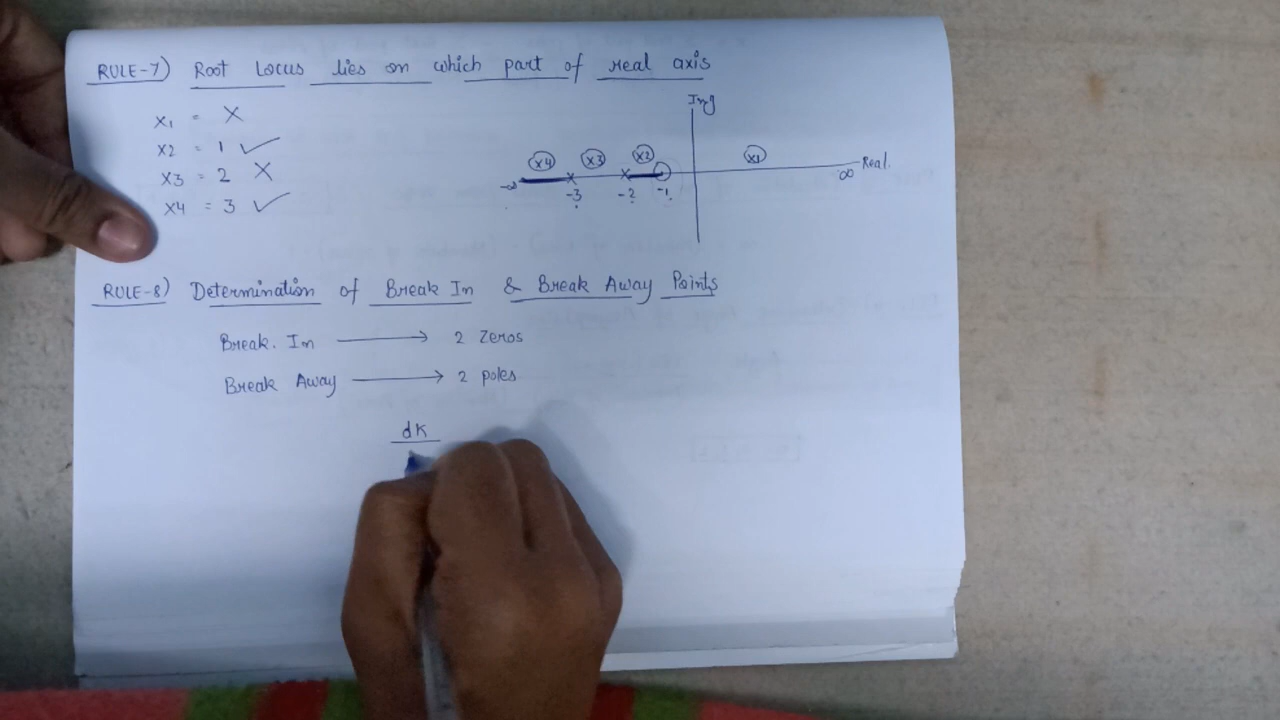 RULE-7) Root Locus lies on which part of real axis
x1 = X
x2 = 1 ✓
x3 = 2 X
x4 = 3 ✓
Img
x4 x3 x2 x1
-∞ -3 -2 -1 ∞ Real.
RULE-8) Determination of Break In & Break Away Points
Break. In → 2 Zeros
Break Away → 2 poles
dK